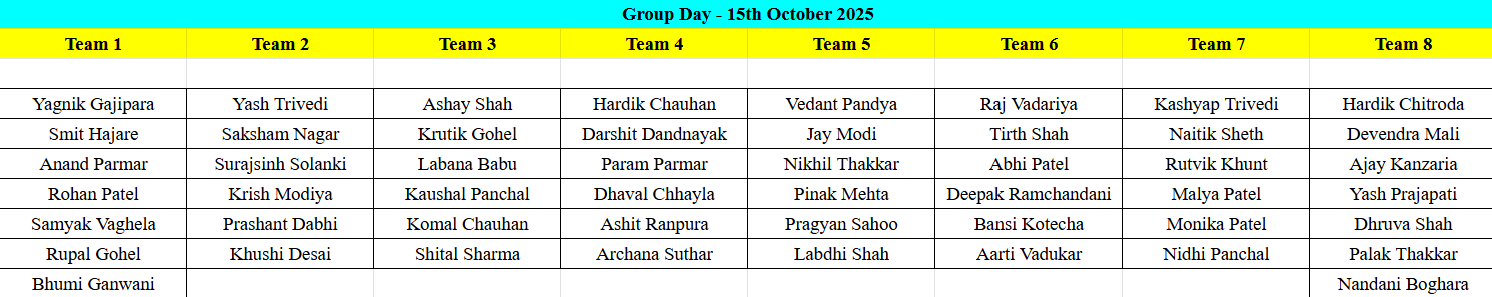 Group Day - 15th October 2025
Team 1 Team 2 Team 3 Team 4 Team 5 Team 6 Team 7 Team 8
Yagnik Gajipara Yash Trivedi Ashay Shah Hardik Chauhan Vedant Pandya Raj Vadariya Kashyap Trivedi Hardik Chitroda
Smit Hajare Saksham Nagar Krutik Gohel Darshit Dandnayak Jay Modi Tirth Shah Naitik Sheth Devendra Mali
Anand Parmar Surajsinh Solanki Labana Babu Param Parmar Nikhil Thakkar Abhi Patel Rutvik Khunt Ajay Kanzaria
Rohan Patel Krish Modiya Kaushal Panchal Dhaval Chhayla Pinak Mehta Deepak Ramchandani Malya Patel Yash Prajapati
Samyak Vaghela Prashant Dabhi Komal Chauhan Ashit Ranpura Pragyan Sahoo Bansi Kotecha Monika Patel Dhruva Shah
Rupal Gohel Khushi Desai Shital Sharma Archana Suthar Labdhi Shah Aarti Vadukar Nidhi Panchal Palak Thakkar
Bhumi Ganwani Nandani Boghara